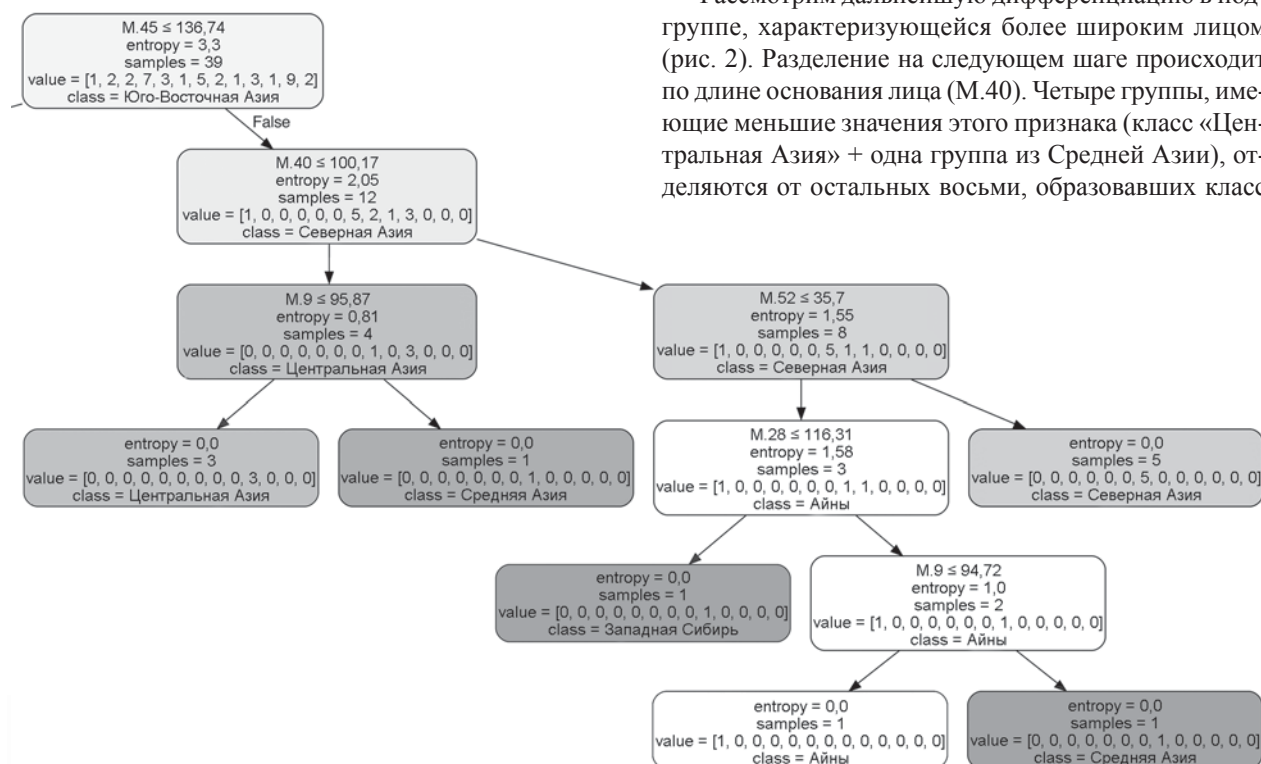 M.45 ≤ 136,74
entropy = 3,3
samples = 39
value = [1, 2, 2, 7, 3, 1, 5, 2, 1, 3, 1, 9, 2]
class = Юго-Восточная Азия
False
Рассмотрим дальнейшую дифференциацию в под-
группе, характеризующейся более широким лицом
(рис. 2). Разделение на следующем шаге происходит
по длине основания лица (М.40). Четыре группы, име-
ющие меньшие значения этого признака (класс «Цен-
тральная Азия» + одна группа из Средней Азии), от-
деляются от остальных восьми, образовавших класс
M.40 ≤ 100,17
entropy = 2,05
samples = 12
value = [1, 0, 0, 0, 0, 0, 5, 2, 1, 3, 0, 0, 0]
class = Северная Азия
M.9 ≤ 95,87
entropy = 0,81
samples = 4
value = [0, 0, 0, 0, 0, 0, 0, 1, 0, 3, 0, 0, 0]
class = Центральная Азия
M.52 ≤ 35,7
entropy = 1,55
samples = 8
value = [1, 0, 0, 0, 0, 0, 5, 1, 1, 0, 0, 0, 0]
class = Северная Азия
entropy = 0,0
samples = 3
value = [0, 0, 0, 0, 0, 0, 0, 0, 0, 3, 0, 0, 0]
class = Центральная Азия
entropy = 0,0
samples = 1
value = [0, 0, 0, 0, 0, 0, 0, 1, 0, 0, 0, 0, 0]
class = Средняя Азия
M.28 ≤ 116,31
entropy = 1,58
samples = 3
value = [1, 0, 0, 0, 0, 0, 0, 1, 1, 0, 0, 0, 0]
class = Айны
entropy = 0,0
samples = 5
value = [0, 0, 0, 0, 0, 0, 5, 0, 0, 0, 0, 0, 0]
class = Северная Азия
entropy = 0,0
samples = 1
value = [0, 0, 0, 0, 0, 0, 0, 0, 1, 0, 0, 0, 0]
class = Западная Сибирь
M.9 ≤ 94,72
entropy = 1,0
samples = 2
value = [1, 0, 0, 0, 0, 0, 0, 1, 0, 0, 0, 0, 0]
class = Айны
entropy = 0,0
samples = 1
value = [1, 0, 0, 0, 0, 0, 0, 0, 0, 0, 0, 0, 0]
class = Айны
entropy = 0,0
samples = 1
value = [0, 0, 0, 0, 0, 0, 0, 1, 0, 0, 0, 0, 0]
class = Средняя Азия